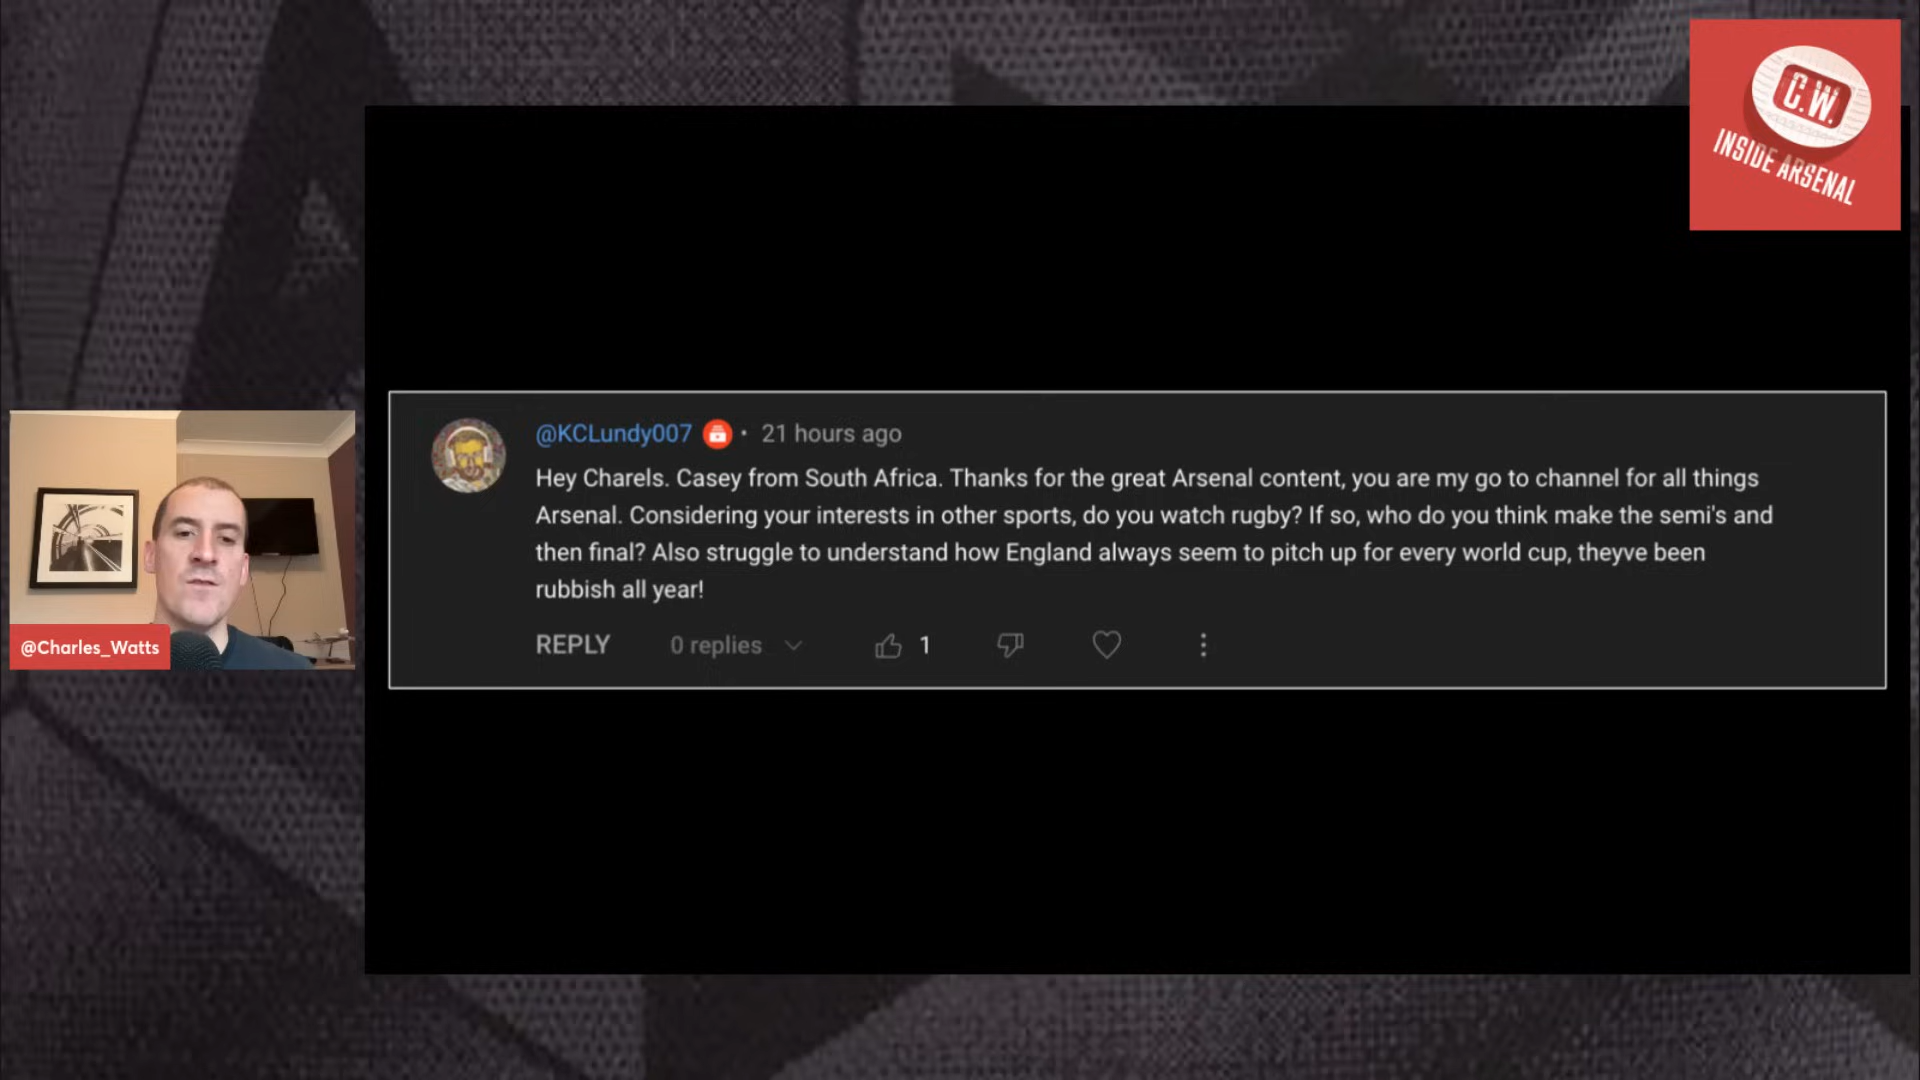 C.W.
INSIDE ARSENAL
@KCLundy007 · 21 hours ago
Hey Charels. Casey from South Africa. Thanks for the great Arsenal content, you are my go to channel for all things
Arsenal. Considering your interests in other sports, do you watch rugby? If so, who do you think make the semi's and
then final? Also struggle to understand how England always seem to pitch up for every world cup, theyve been
rubbish all year!
REPLY 0 replies 1
@Charles_Watts